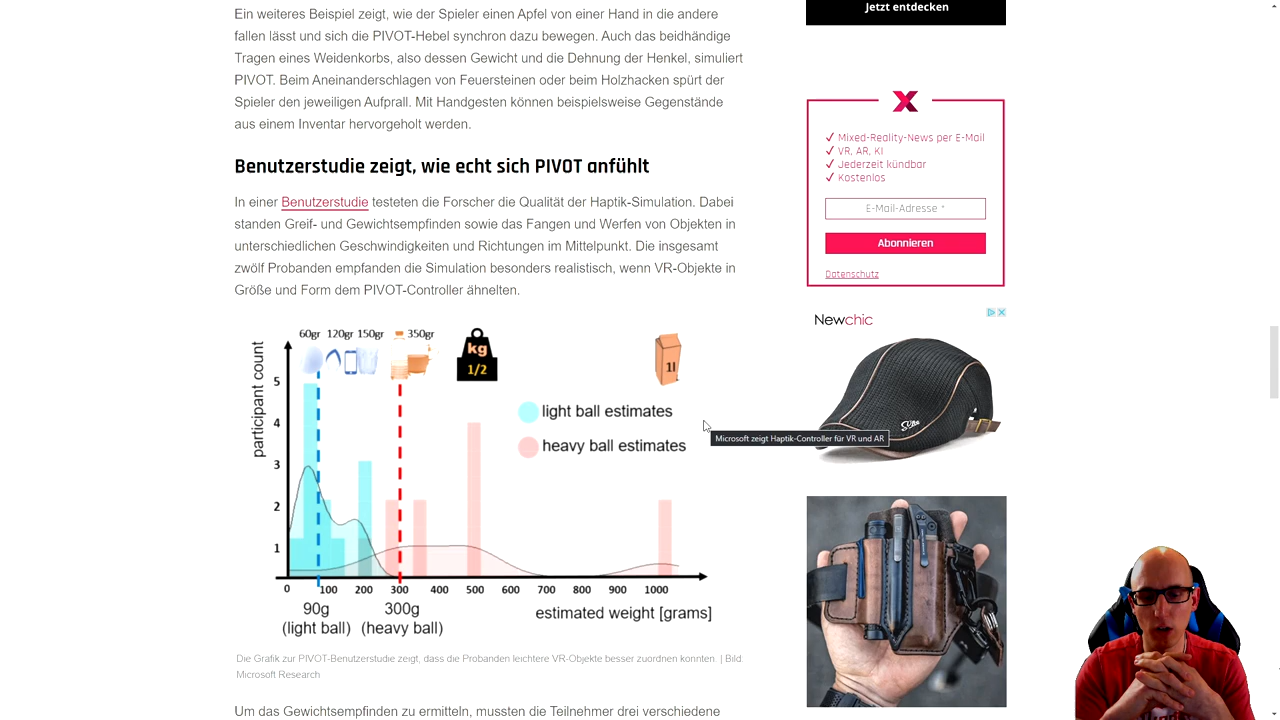 Ein weiteres Beispiel zeigt, wie der Spieler einen Apfel von einer Hand in die andere
fallen lässt und sich die PIVOT-Hebel synchron dazu bewegen. Auch das beidhändige
Tragen eines Weidenkorbs, also dessen Gewicht und die Dehnung der Henkel, simuliert
PIVOT. Beim Aneinanderschlagen von Feuersteinen oder beim Holzhacken spürt der
Spieler den jeweiligen Aufprall. Mit Handgesten können beispielsweise Gegenstände
aus einem Inventar hervorgeholt werden.
Benutzerstudie zeigt, wie echt sich PIVOT anfühlt
In einer Benutzerstudie testeten die Forscher die Qualität der Haptik-Simulation. Dabei
standen Greif- und Gewichtsempfinden sowie das Fangen und Werfen von Objekten in
unterschiedlichen Geschwindigkeiten und Richtungen im Mittelpunkt. Die insgesamt
zwölf Probanden empfanden die Simulation besonders realistisch, wenn VR-Objekte in
Größe und Form dem PIVOT-Controller ähnelten.
60gr 120gr 150gr 350gr
kg
1/2
1l
participant count
5
4
3
2
1
light ball estimates
heavy ball estimates
0 100 200 300 400 500 600 700 800 900 1000
90g
(light ball)
300g
(heavy ball)
estimated weight [grams]
Die Grafik zur PIVOT-Benutzerstudie zeigt, dass die Probanden leichtere VR-Objekte besser zuordnen konnten. | Bild:
Microsoft Research
Um das Gewichtsempfinden zu ermitteln, mussten die Teilnehmer drei verschiedene
Jetzt entdecken
X
✓ Mixed-Reality-News per E-Mail
✓ VR, AR, KI
✓ Jederzeit kündbar
✓ Kostenlos
E-Mail-Adresse *
Abonnieren
Datenschutz
Newchic
Microsoft zeigt Haptik-Controller für VR und AR